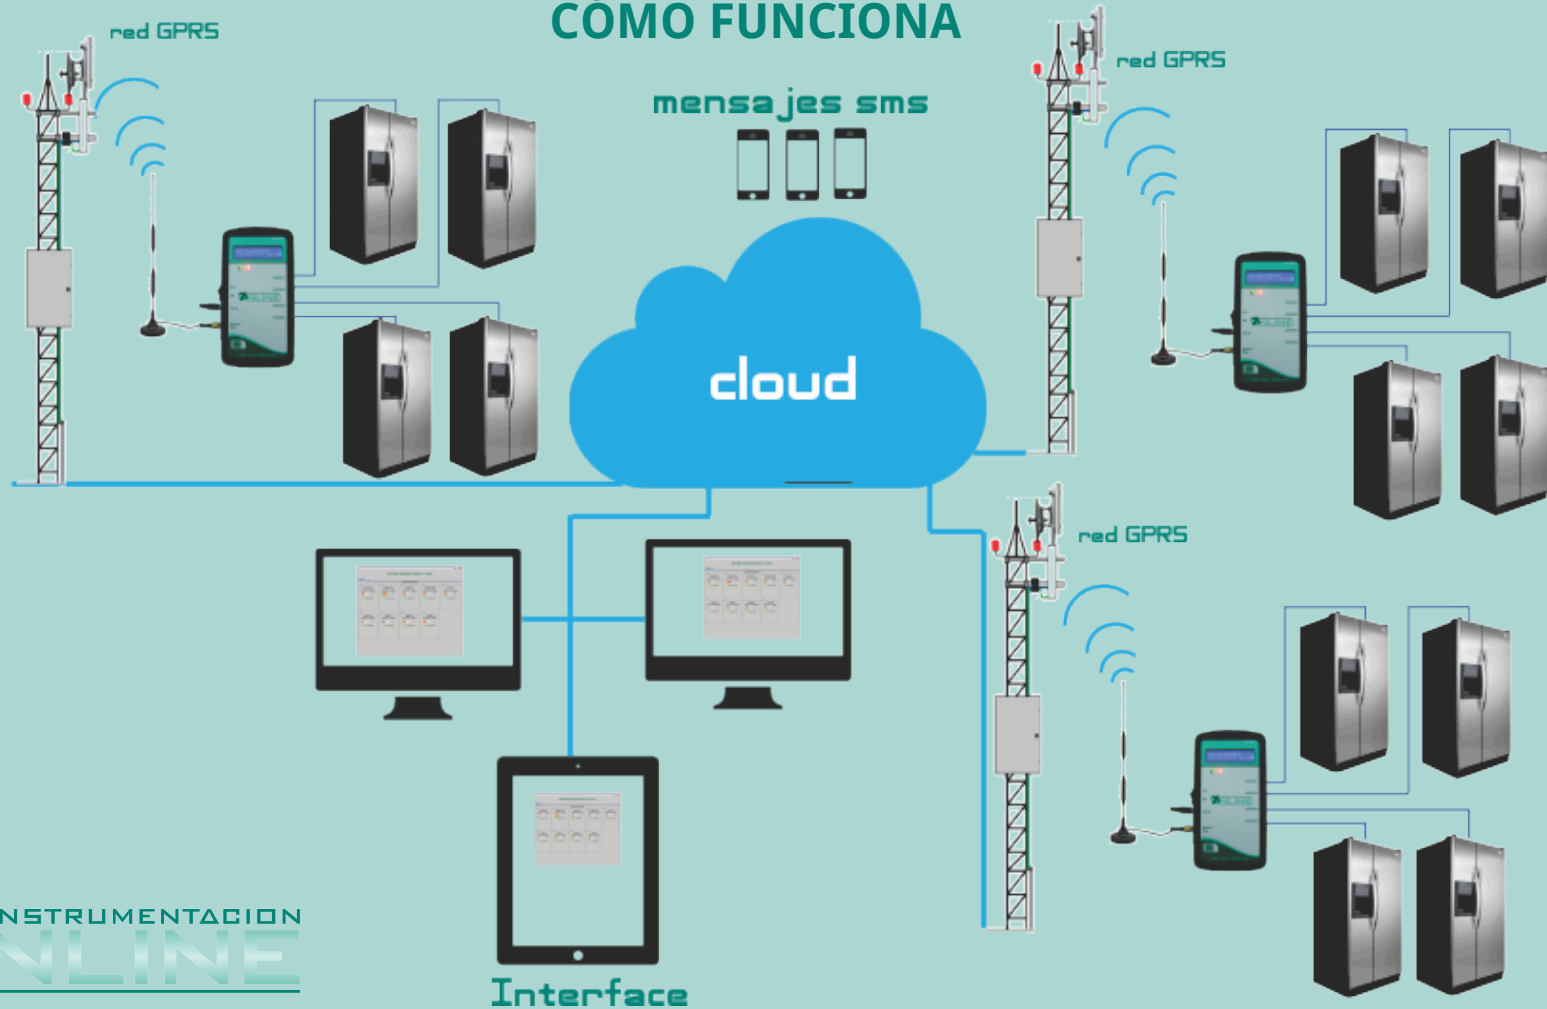 CÓMO FUNCIONA
red GPRS
red GPRS
mensajes sms
cloud
red GPRS
NSTRUMENTACION
NLINE
Interface